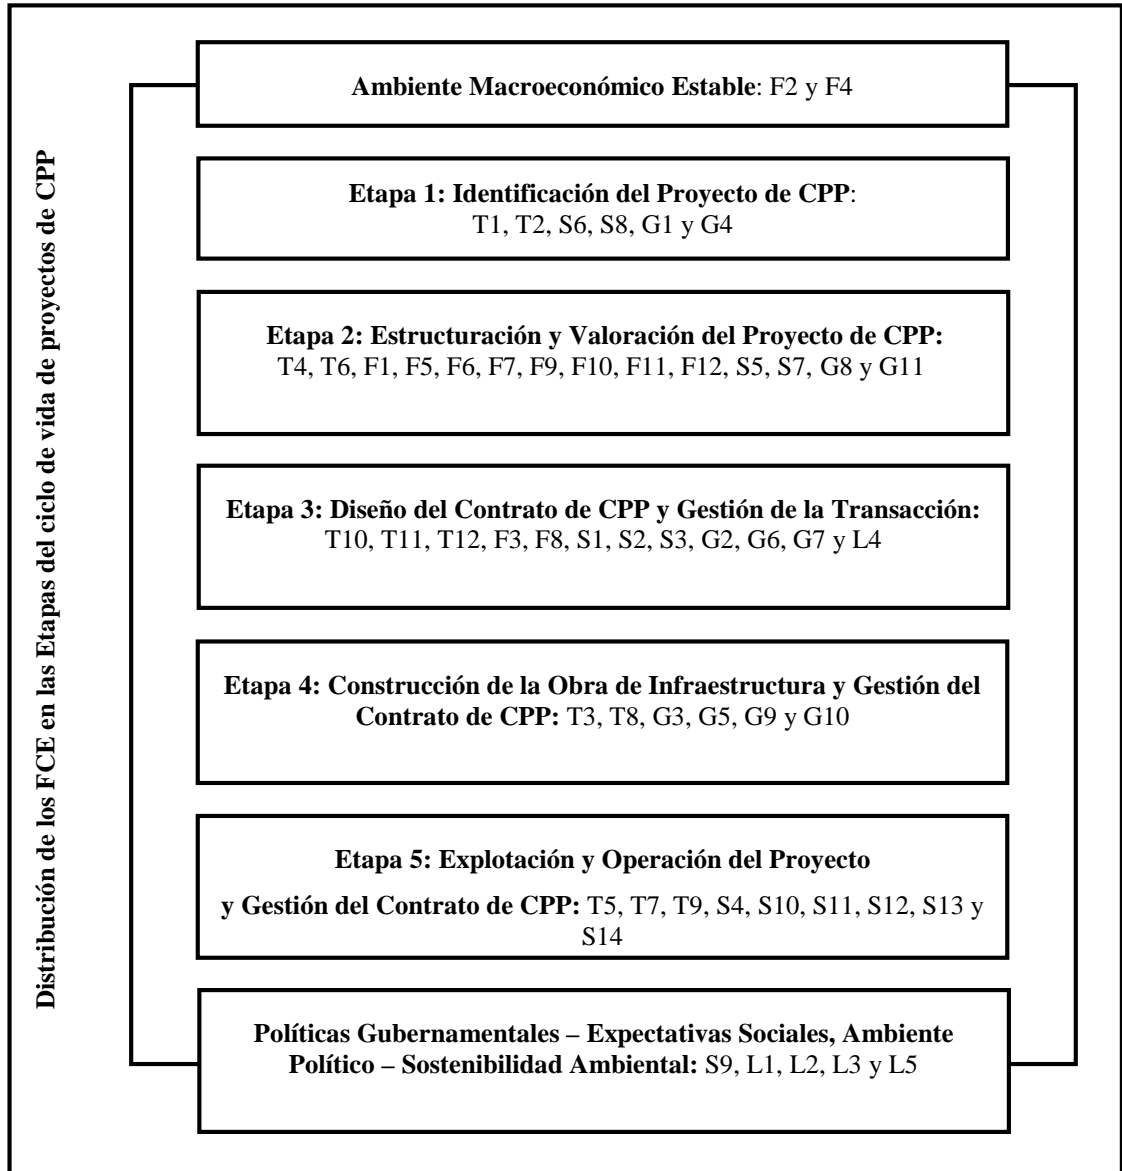 Distribución de los FCE en las Etapas del ciclo de vida de proyectos de CPP
Ambiente Macroeconómico Estable: F2 y F4
Etapa 1: Identificación del Proyecto de CPP:
T1, T2, S6, S8, G1 y G4
Etapa 2: Estructuración y Valoración del Proyecto de CPP:
T4, T6, F1, F5, F6, F7, F9, F10, F11, F12, S5, S7, G8 y G11
Etapa 3: Diseño del Contrato de CPP y Gestión de la Transacción:
T10, T11, T12, F3, F8, S1, S2, S3, G2, G6, G7 y L4
Etapa 4: Construcción de la Obra de Infraestructura y Gestión del
Contrato de CPP: T3, T8, G3, G5, G9 y G10
Etapa 5: Explotación y Operación del Proyecto
y Gestión del Contrato de CPP: T5, T7, T9, S4, S10, S11, S12, S13 y
S14
Políticas Gubernamentales – Expectativas Sociales, Ambiente
Político – Sostenibilidad Ambiental: S9, L1, L2, L3 y L5